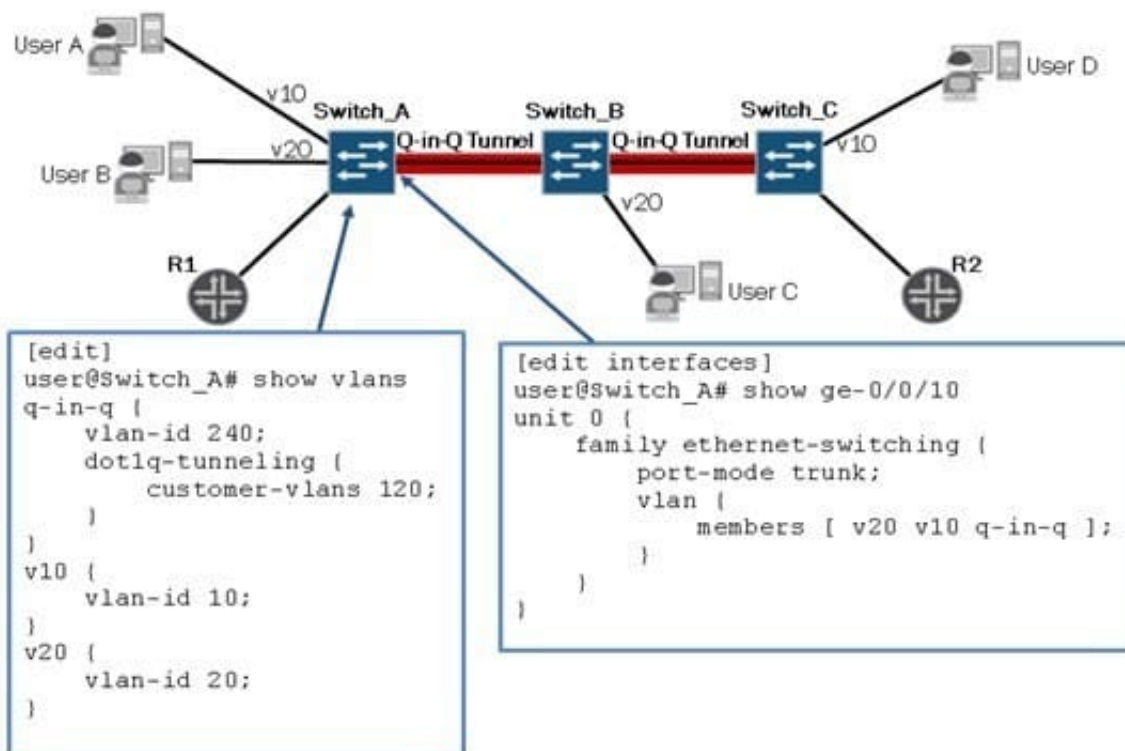 User A
v10
Switch_A
Switch_B
Switch_C
User D
Q-in-Q Tunnel
Q-in-Q Tunnel
v10
User B
v20
v20
R1
User C
R2
[edit]
user@Switch_A# show vlans
q-in-q {
vlan-id 240;
dot1q-tunneling {
customer-vlans 120;
}
}
v10 {
vlan-id 10;
}
v20 {
vlan-id 20;
}
[edit interfaces]
user@Switch_A# show ge-0/0/10
unit 0 {
family ethernet-switching {
port-mode trunk;
vlan {
members [ v20 v10 q-in-q ];
}
}
}